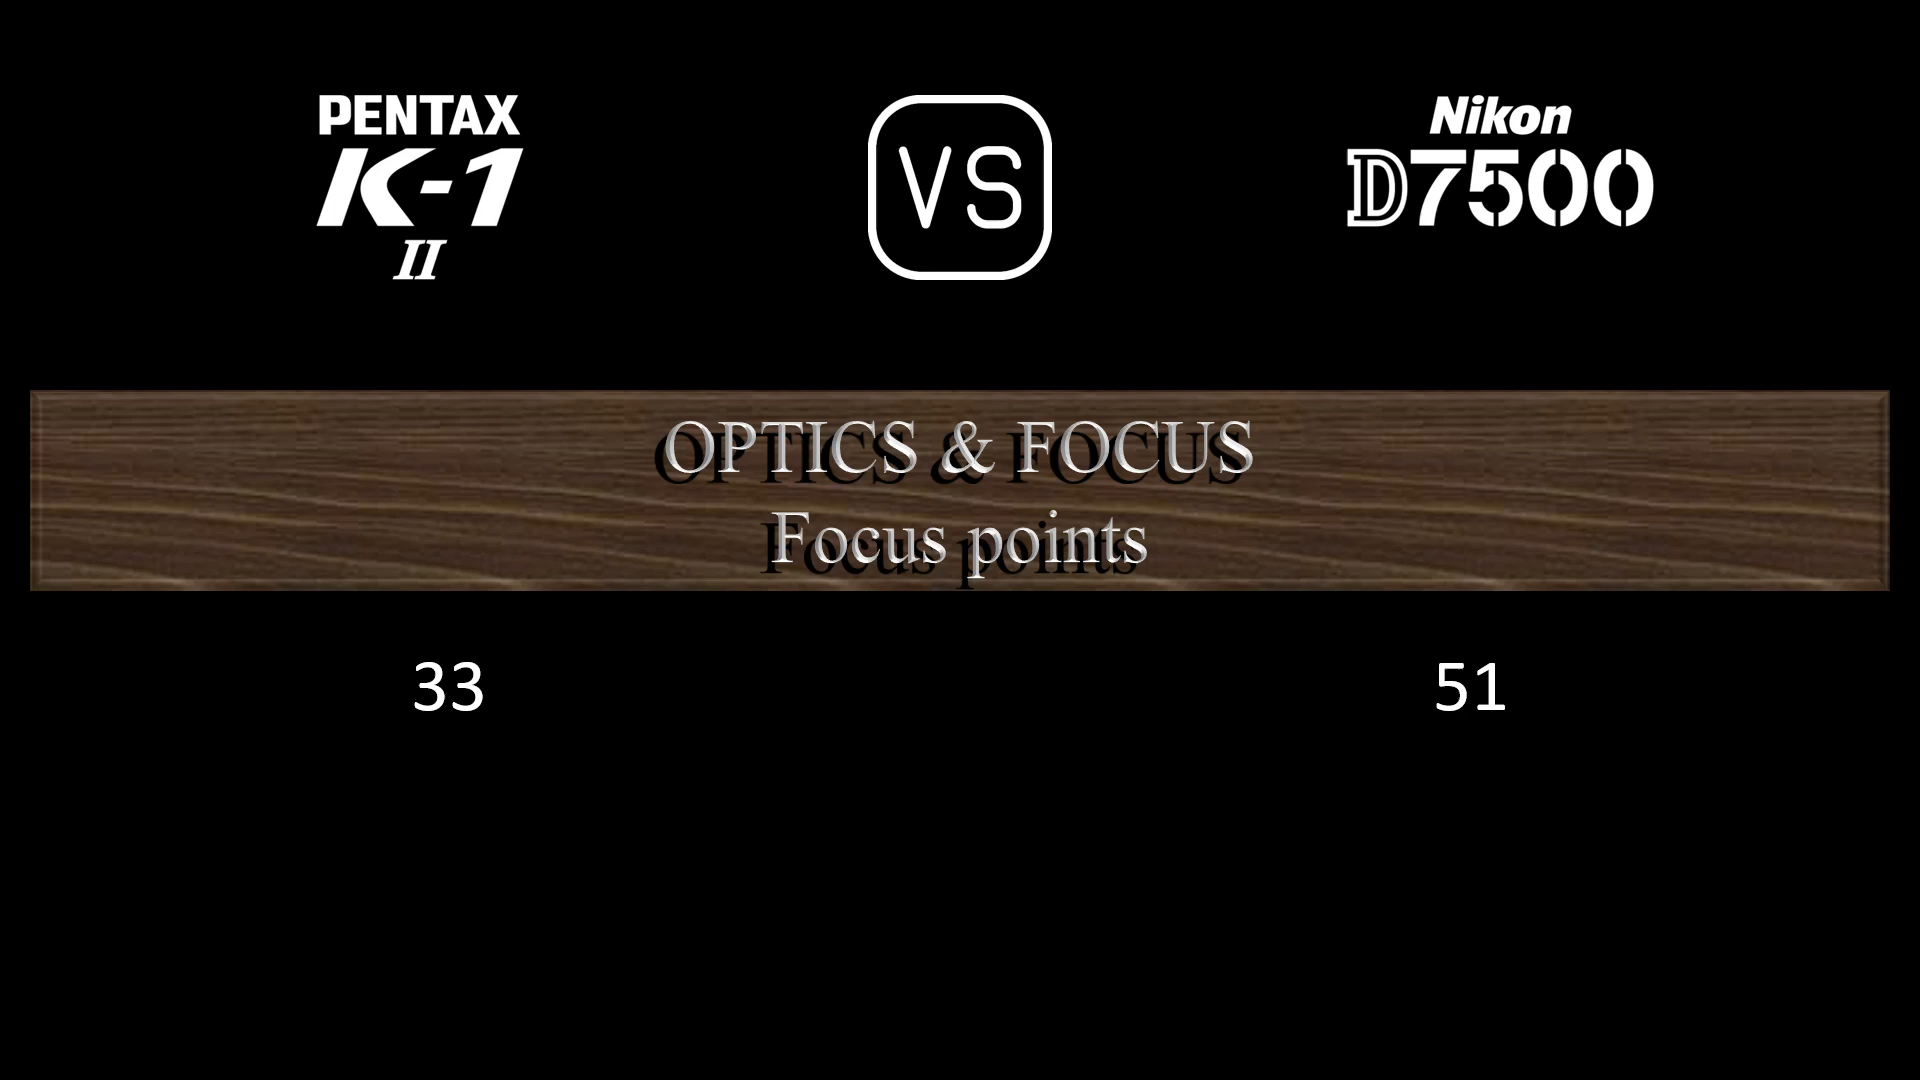 PENTAX
K-1
II
VS
Nikon
D7500
OPTICS & FOCUS
Focus points
33
51